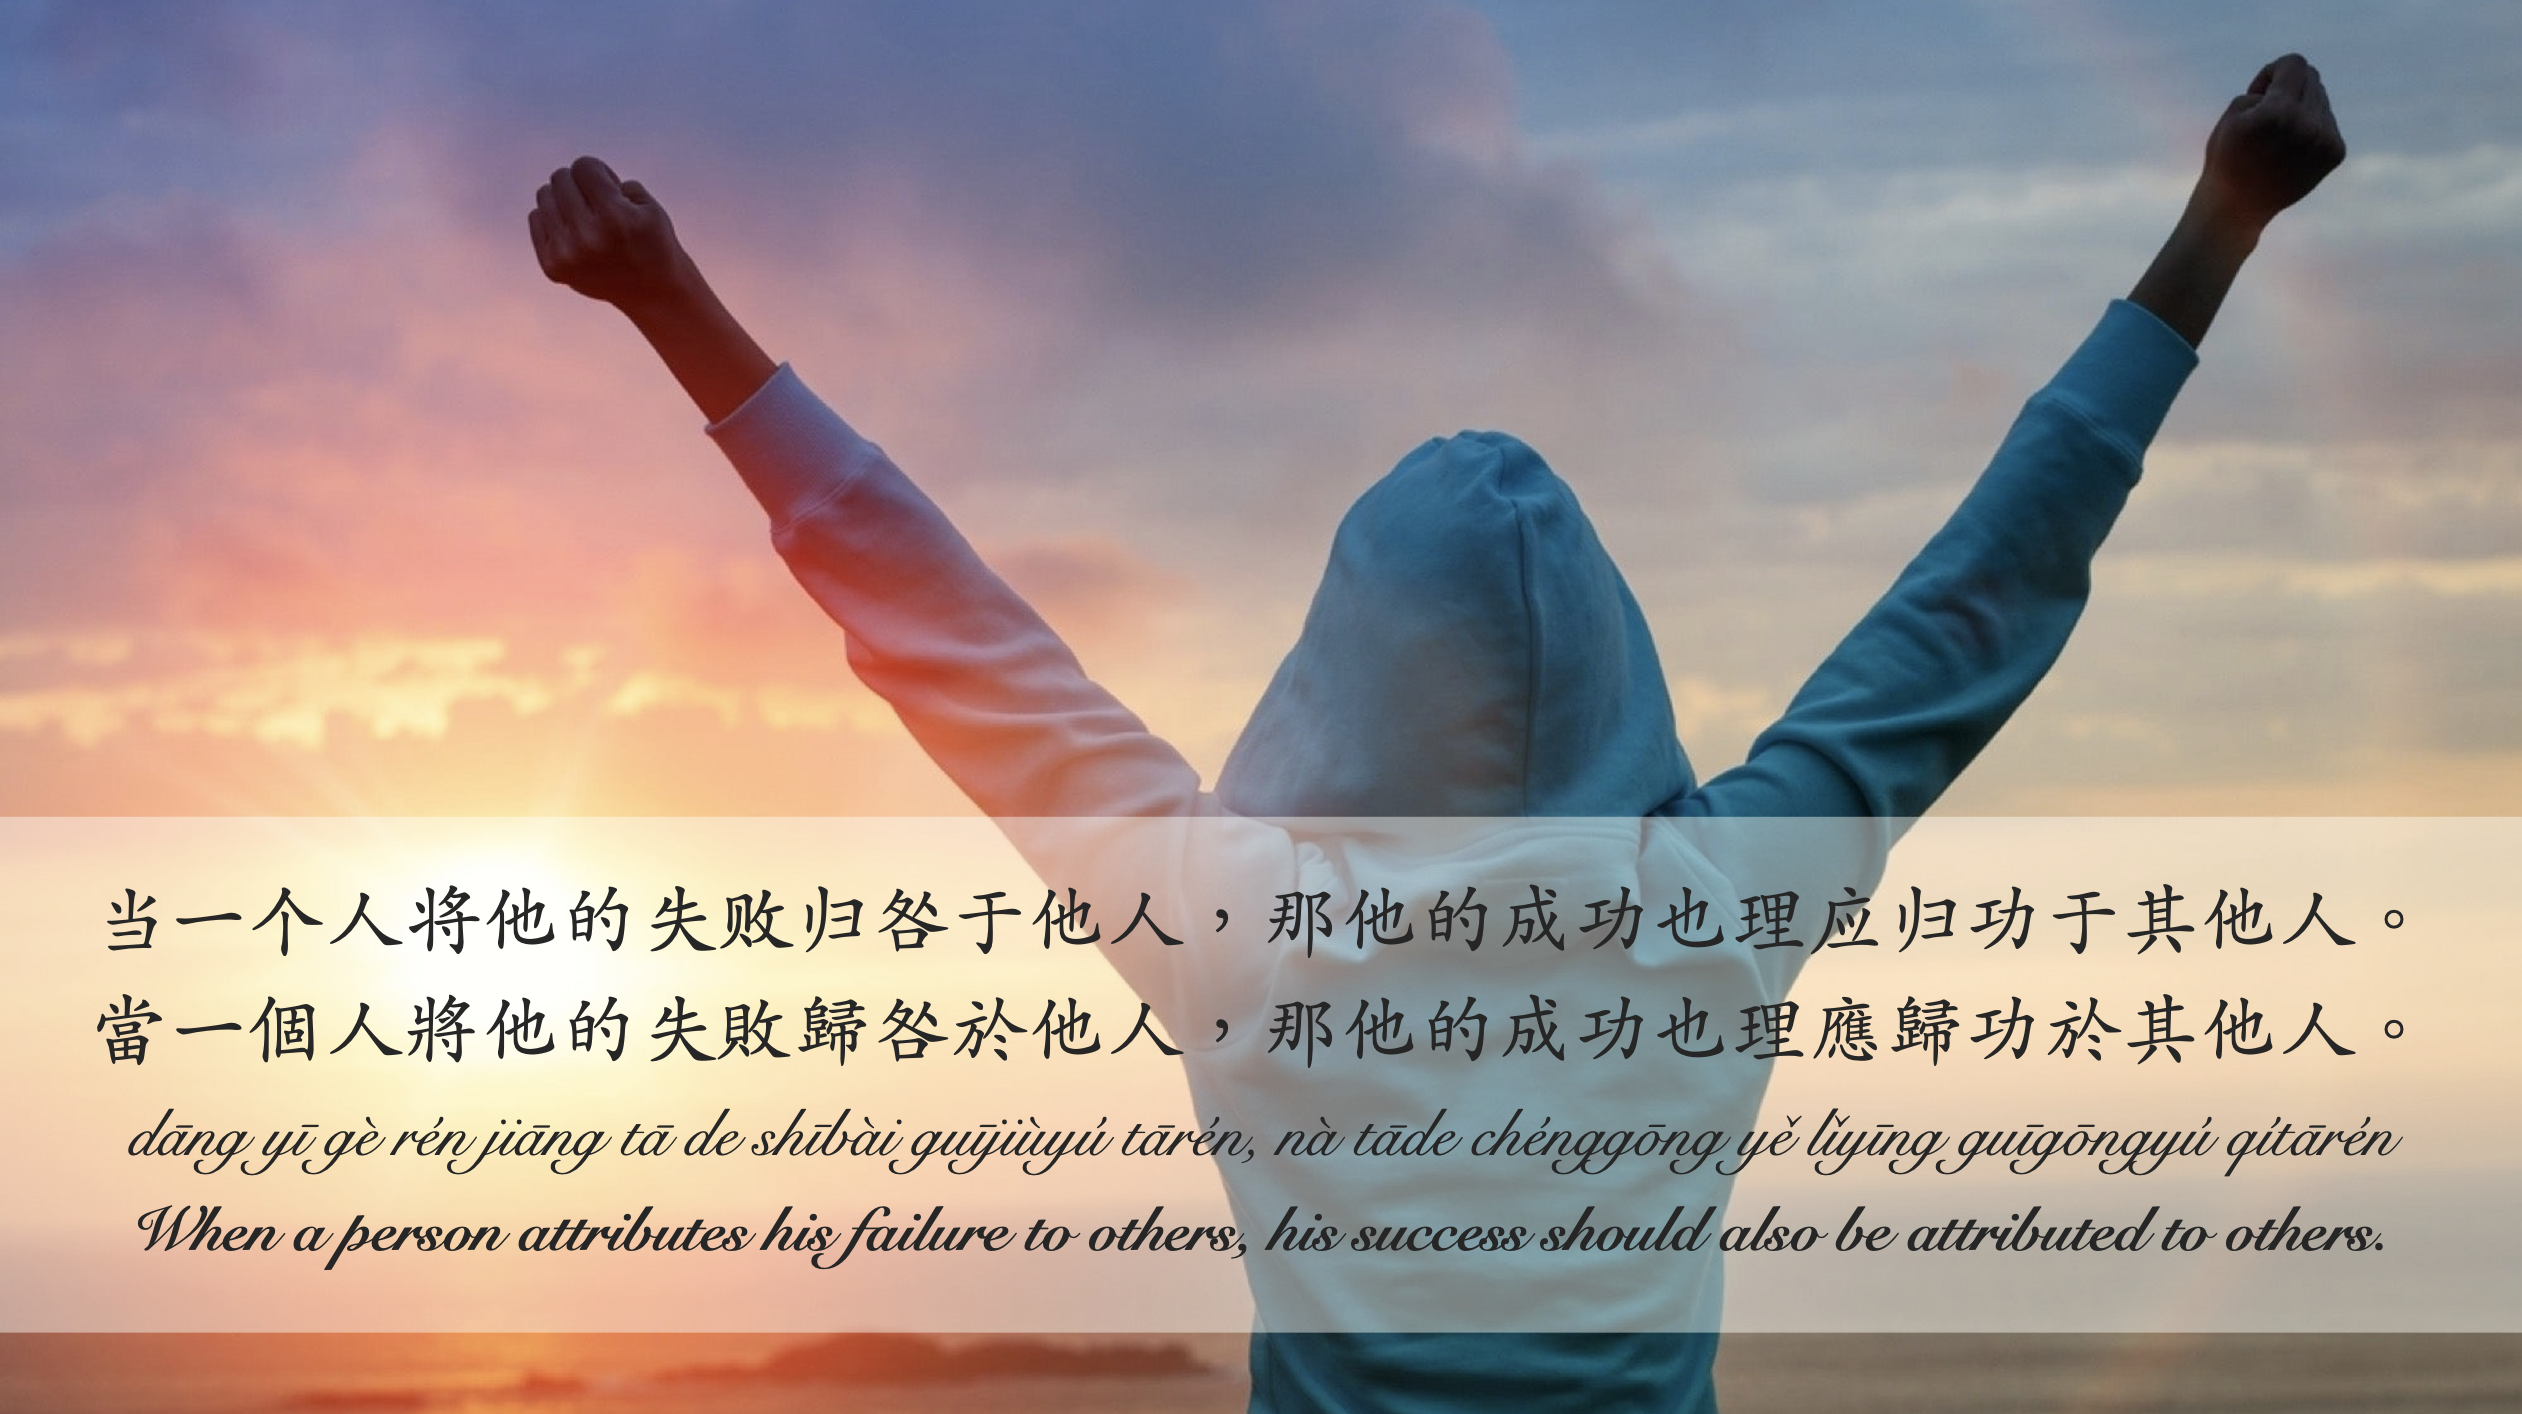 当一个人将他的失败归咎于他人，那他的成功也理应归功于其他人。
當一個人將他的失敗歸咎於他人，那他的成功也理應歸功於其他人。
dāng yī gè rén jiāng tā de shībài guījiùyú tārén, nà tāde chénggōng yě lǐyīng guīgōngyú qítārén
When a person attributes his failure to others, his success should also be attributed to others.